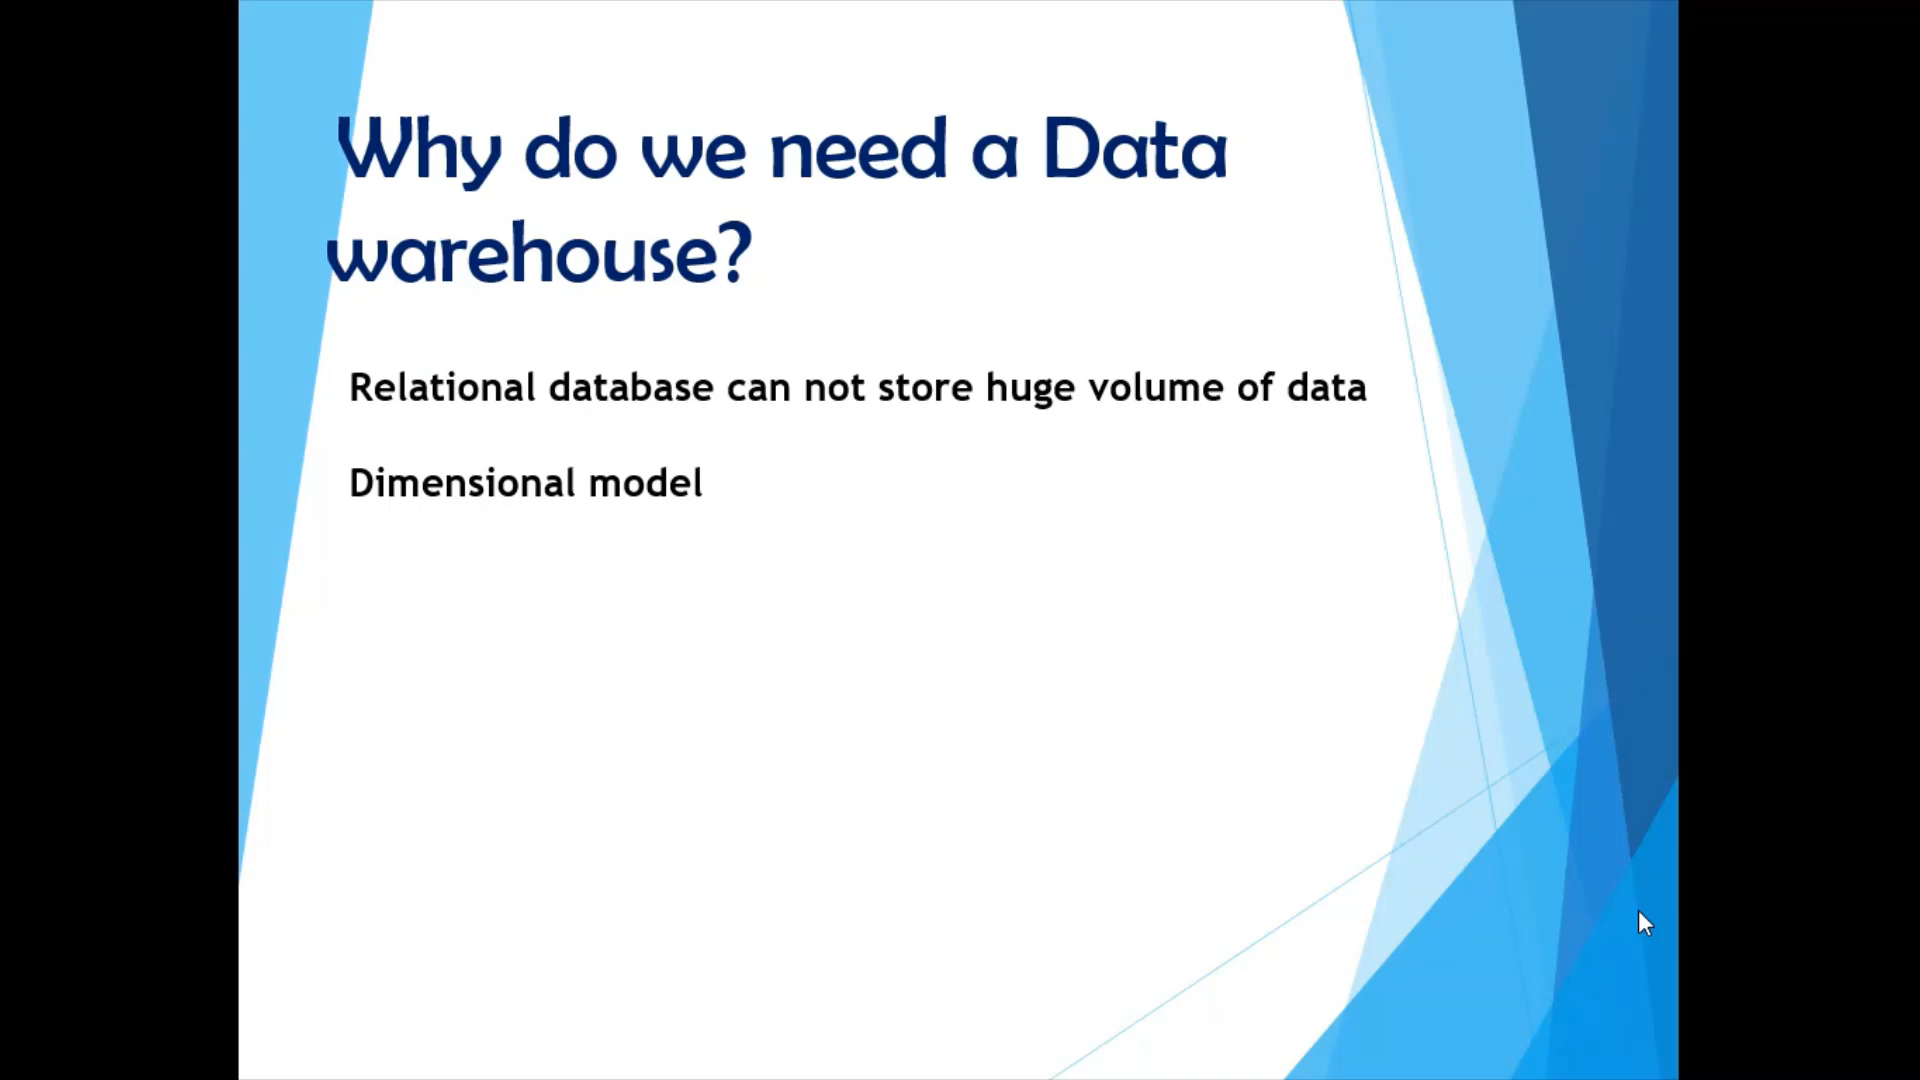 Why do we need a Data
warehouse?
Relational database can not store huge volume of data
Dimensional model